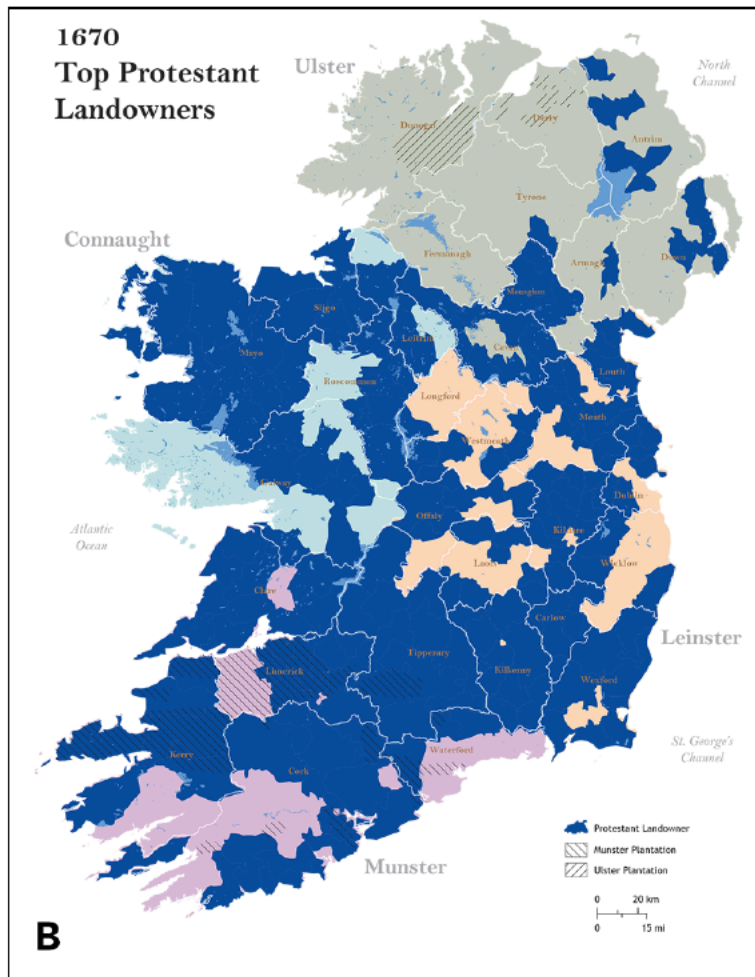 1670
Top Protestant
Landowners
Ulster
North
Channel
Donegal
Derry
Antrim
Tyrone
Connaught
Fermanagh
Armagh
Down
Monaghan
Sligo
Leitrim
Cavan
Mayo
Roscommon
Longford
Louth
Meath
Westmeath
Galway
Dublin
Atlantic
Ocean
Offaly
Kildare
Laois
Wicklow
Clare
Carlow
Leinster
Limerick
Tipperary
Kilkenny
Wexford
Waterford
St. George's
Channel
Kerry
Cork
Munster
Protestant Landowner
Munster Plantation
Ulster Plantation
0 20 km
0 15 mi
B